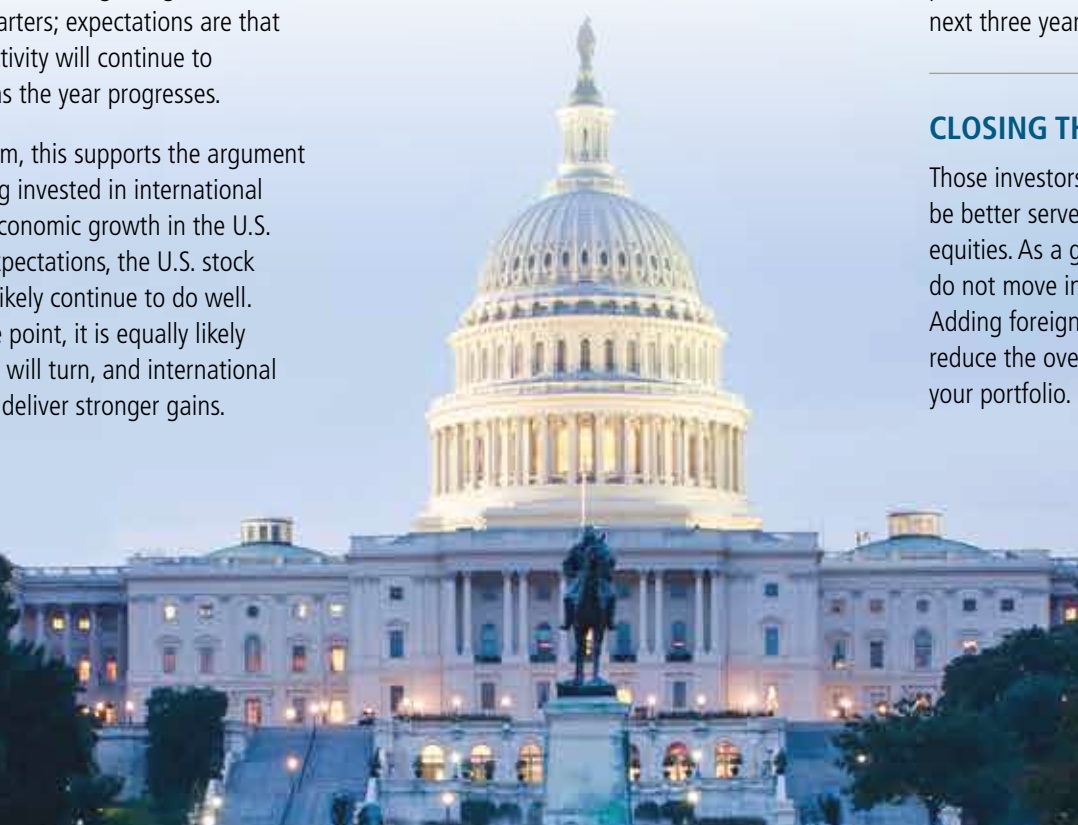 arters; expectations are that
tivity will continue to
s the year progresses.
m, this supports the argument
g invested in international
conomic growth in the U.S.
xpectations, the U.S. stock
ikely continue to do well.
e point, it is equally likely
will turn, and international
deliver stronger gains.
next three year
CLOSING TH
Those investors
be better serve
equities. As a g
do not move in
Adding foreign
reduce the ove
your portfolio.